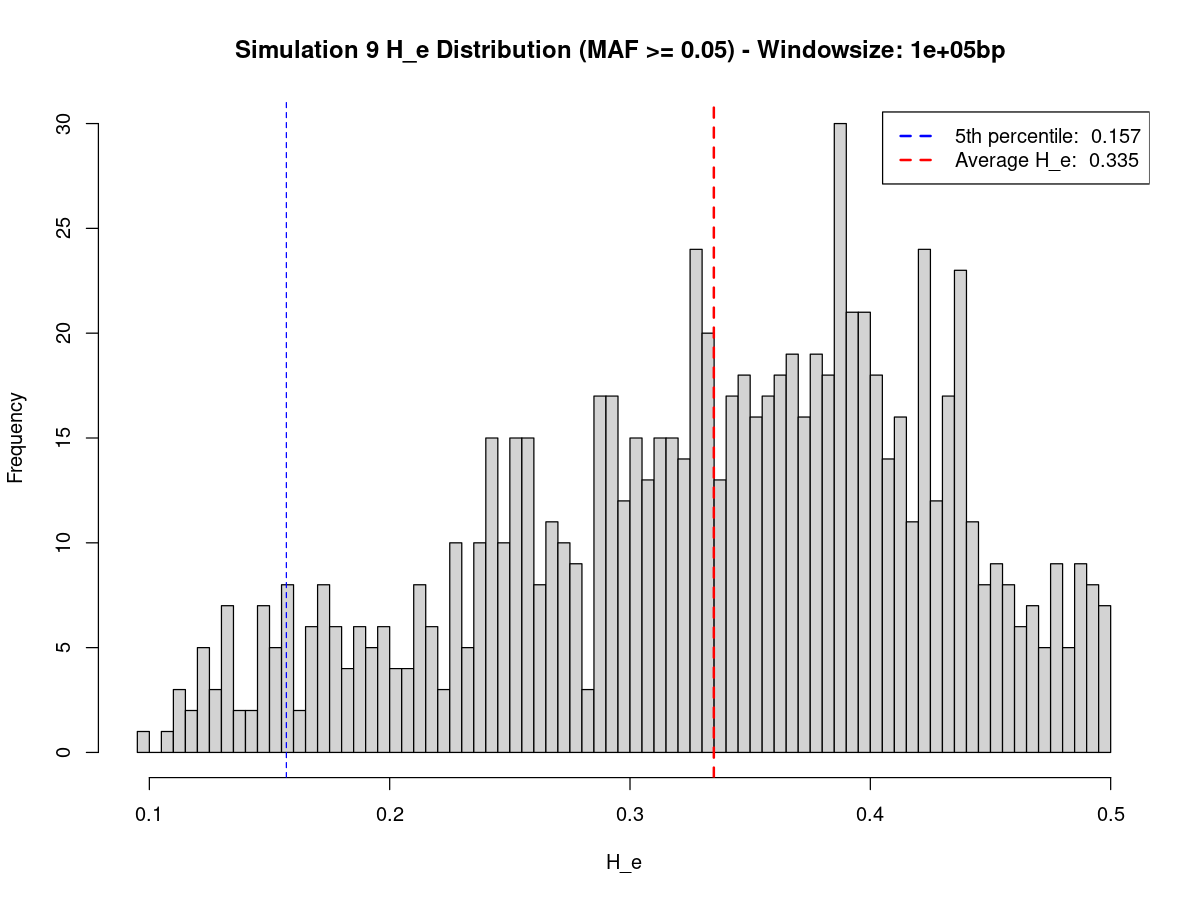 Simulation 9 H_e Distribution (MAF >= 0.05) - Windowsize: 1e+05bp
5th percentile: 0.157
Average H_e: 0.335
30
25
20
15
10
5
0
Frequency
0.1 0.2 0.3 0.4 0.5
H_e